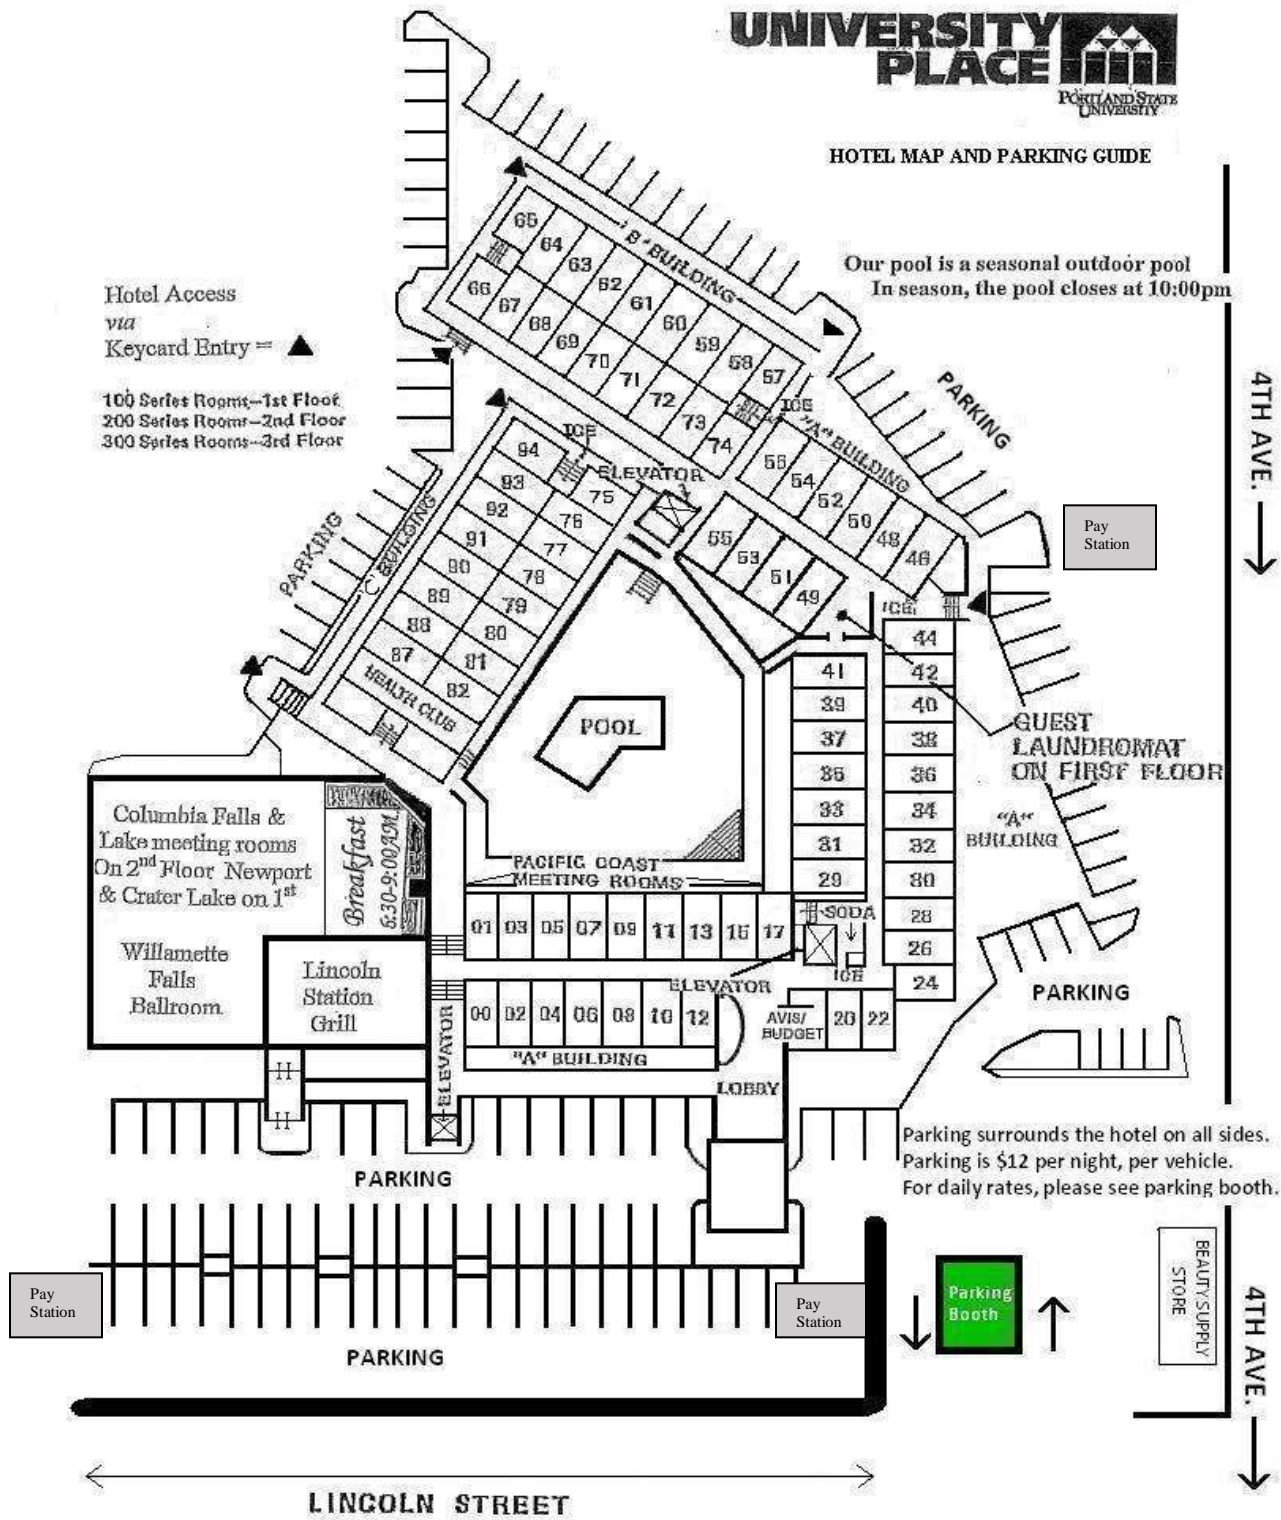 UNIVERSITY
PLACE
PORTLAND STATE
UNIVERSITY
HOTEL MAP AND PARKING GUIDE
Our pool is a seasonal outdoor pool
In season, the pool closes at 10:00pm
Hotel Access
via
Keycard Entry =
100 Series Rooms--1st Floor
200 Series Rooms--2nd Floor
300 Series Rooms--3rd Floor
"B" BUILDING
65
64
63
62
61
60
59
58
57
66
67
68
69
70
71
72
73
74
ICE
"A" BUILDING
56
54
52
50
48
46
55
53
51
49
PARKING
4TH AVE.
Pay
Station
ICE
ELEVATOR
94
93
92
91
90
89
88
87
75
76
77
78
79
80
81
82
HEALTH CLUB
"C" BUILDING
PARKING
POOL
ICE
44
42
40
38
36
34
32
30
28
26
24
41
39
37
35
33
31
29
GUEST
LAUNDROMAT
ON FIRST FLOOR
"A"
BUILDING
Columbia Falls &
Lake meeting rooms
On 2nd Floor Newport
& Crater Lake on 1st
Willamette
Falls
Ballroom
Breakfast
6:30-9:00AM
Lincoln
Station
Grill
PACIFIC COAST
MEETING ROOMS
01 03 05 07 09 11 13 15 17
SODA
ICE
ELEVATOR
00 02 04 06 08 10 12
"A" BUILDING
AVIS/
BUDGET
20 22
ELEVATOR
LOBBY
PARKING
Parking surrounds the hotel on all sides.
Parking is $12 per night, per vehicle.
For daily rates, please see parking booth.
PARKING
Pay
Station
Pay
Station
Parking
Booth
BEAUTY SUPPLY
STORE
4TH AVE.
PARKING
LINCOLN STREET